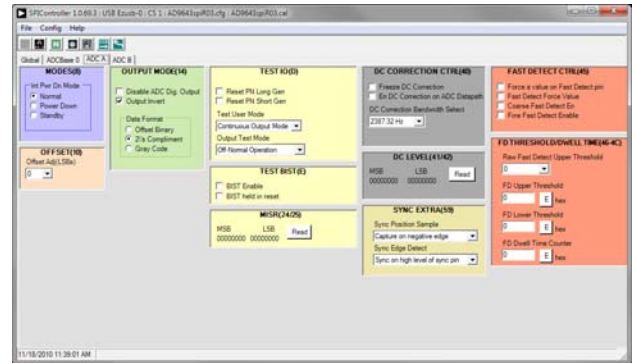 SPIController 1.0.69.3 : USB Ezusb-0 : CS 1 : AD9643spiR03.cfg : AD9643spiR03.cal
File Config Help
Global ADCBase 0 ADC A ADC B
MODES(8)
Int Pwr Dn Mode
Normal
Power Down
Standby
OFFSET(10)
Offset Adj(LSBs)
0
OUTPUT MODE(14)
Disable ADC Dig. Output
Output Invert
Data Format
Offset Binary
2's Compliment
Gray Code
TEST IO(D)
Reset PN Long Gen
Reset PN Short Gen
Test User Mode
Continuous Output Mode
Output Test Mode
Off-Normal Operation
TEST BIST(E)
BIST Enable
BIST held in reset
MISR(24/25)
MSB LSB
00000000 00000000 Read
DC CORRECTION CTRL(40)
Freeze DC Correction
En DC Correction on ADC Datapath
DC Correction Bandwidth Select
2387.32 Hz
DC LEVEL(41/42)
MSB LSB
00000000 00000000 Read
SYNC EXTRA(59)
Sync Position Sample
Capture on negative edge
Sync Edge Detect
Sync on high level of sync pin
FAST DETECT CTRL(45)
Force a value on Fast Detect pin
Fast Detect Force Value
Coarse Fast Detect En
Fine Fast Detect Enable
FD THRESHOLD/DWELL TIME(46-4C)
Raw Fast Detect Upper Threshold
0
FD Upper Threshold
0 E hex
FD Lower Threshold
0 E hex
FD Dwell Time Counter
0 E hex
11/18/2010 11:39:01 AM